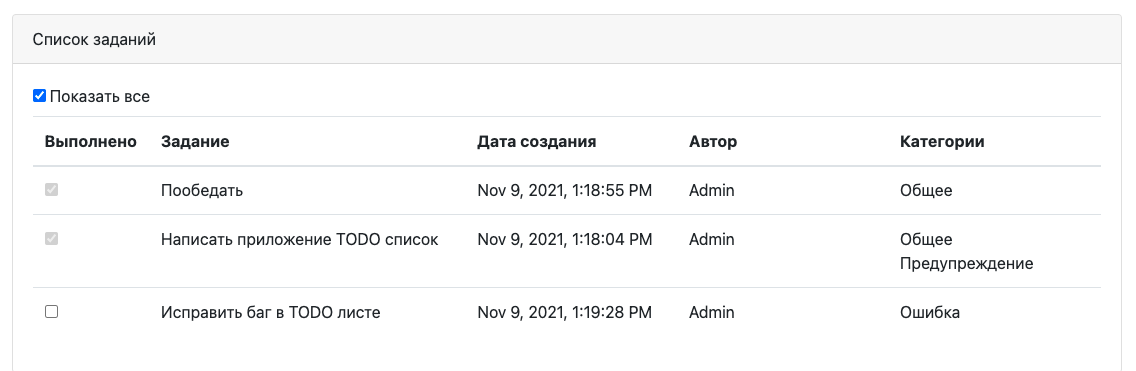 Список заданий
Показать все
Выполнено Задание Дата создания Автор Категории
Пообедать Nov 9, 2021, 1:18:55 PM Admin Общее
Написать приложение TODO список Nov 9, 2021, 1:18:04 PM Admin Общее
Предупреждение
Исправить баг в TODO листе Nov 9, 2021, 1:19:28 PM Admin Ошибка